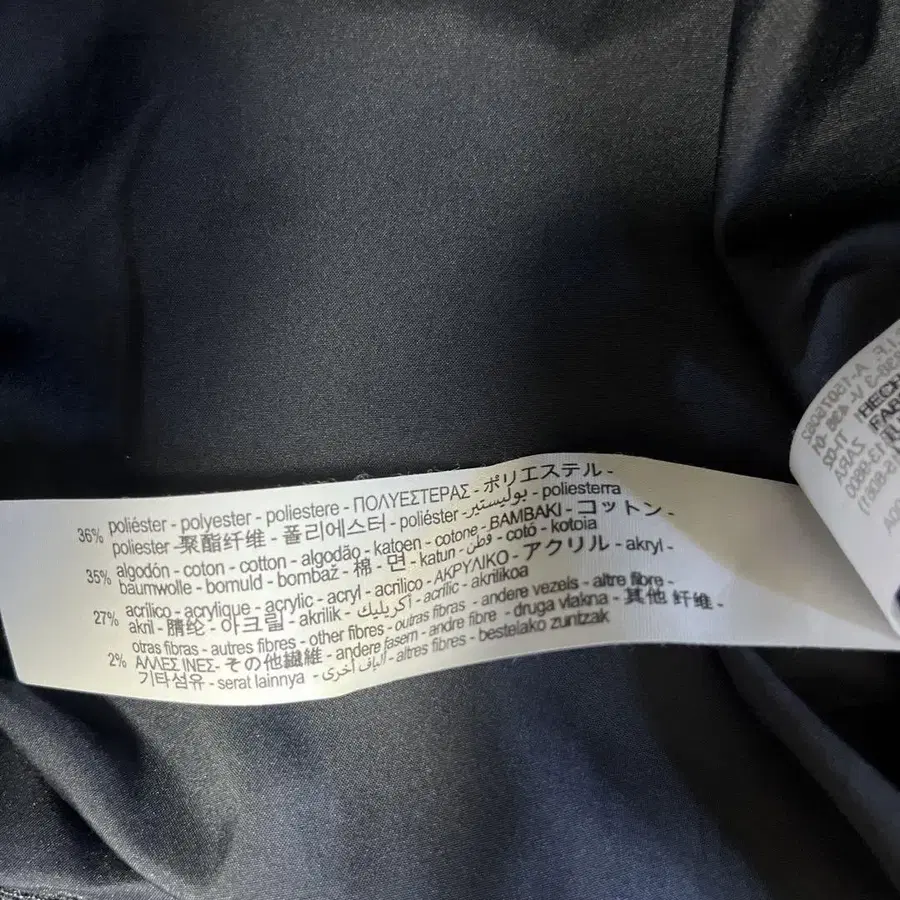 36% poliéster - polyester - poliestere - ΠΟΛΥΕΣΤΕΡΑΣ - ポリエステル -
poliester - 聚酯纤维 - 폴리에스터 - poliéster - بوليستير - poliesterra
35% algodón - coton - cotton - algodão - katoen - cotone - BAMBAKI - コットン -
baumwolle - bomuld - bombaž - 棉 - 면 - katun - قطن - cotó - kotoia
27% acrílico - acrylique - acrylic - acryl - acrilico - ΑΚΡΥΛΙΚΟ - アクリル - akryl -
akril - 腈纶 - 아크릴 - akrilik - أكريليك - acrílic - akrilikoa
2% otras fibras - autres fibres - other fibres - outras fibras - andere vezels - altre fibre -
ΑΛΛΕΣ ΙΝΕΣ - その他繊維 - andere fasern - andre fibre - druga vlakna - 其他 纤维 -
기타섬유 - serat lainnya - ألياف أخرى - altres fibres - bestelako zuntzak